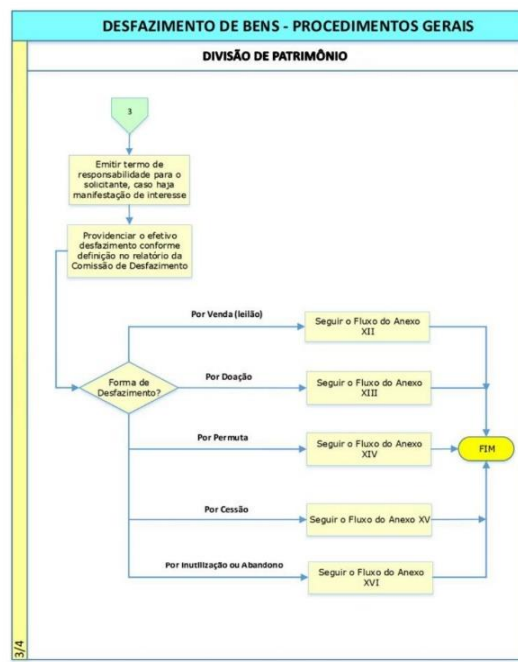 DESFAZIMENTO DE BENS - PROCEDIMENTOS GERAIS
DIVISÃO DE PATRIMÔNIO
3
Emitir termo de
responsabilidade para o
solicitante, caso haja
manifestação de interesse
Providenciar o efetivo
desfazimento conforme
definição no relatório da
Comissão de Desfazimento
Forma de
Desfazimento?
Por Venda (leilão)
Seguir o Fluxo do Anexo
XII
Por Doação
Seguir o Fluxo do Anexo
XIII
Por Permuta
Seguir o Fluxo do Anexo
XIV
FIM
Por Cessão
Seguir o Fluxo do Anexo XV
Por Inutilização ou Abandono
Seguir o Fluxo do Anexo
XVI
3/4